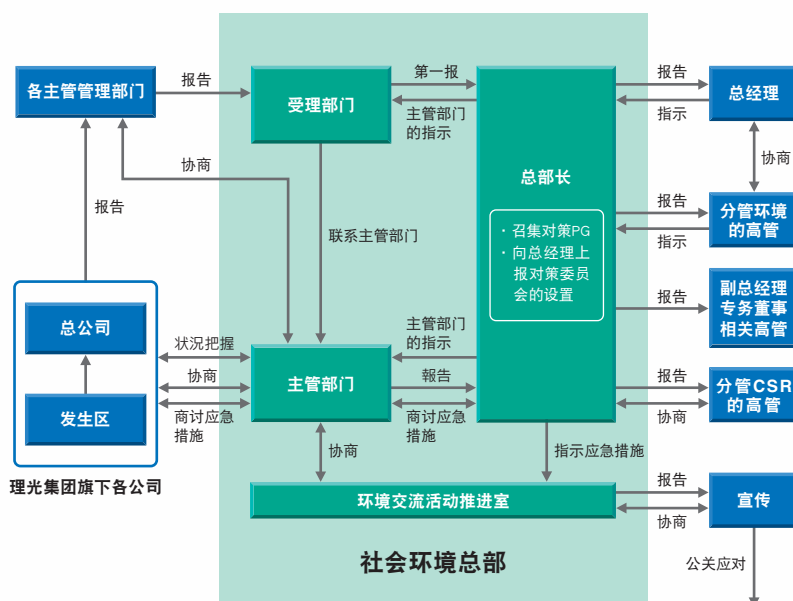 各主管管理部门
报告
受理部门
第一报
主管部门
的指示
总部长
· 召集对策PG
· 向总经理上
报对策委员
会的设置
报告
指示
总经理
协商
协商
报告
联系主管部门
报告
指示
分管环境
的高管
报告
副总经理
专务董事
相关高管
总公司
发生区
理光集团旗下各公司
状况把握
协商
商讨应急
措施
主管部门
主管部门
的指示
報告
商讨应急
措施
报告
协商
分管CSR
的高管
协商
指示应急措施
环境交流活动推进室
报告
协商
宣传
社会环境总部
公关应对